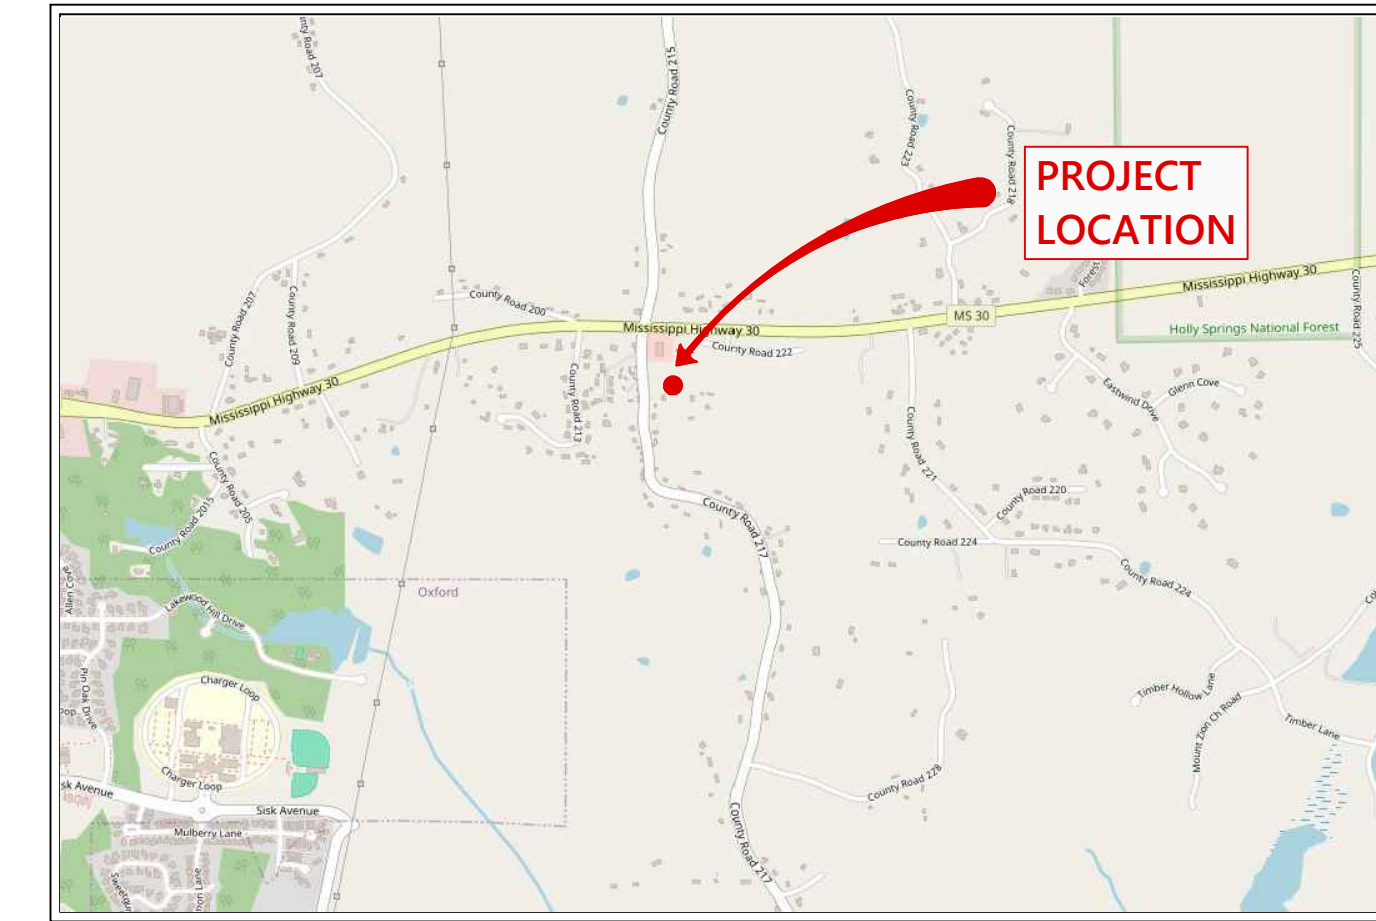 County Road 215
County Road 207
County Road 223
County Road 218
PROJECT
LOCATION
Mississippi Highway 30
County Road 200
County Road 207
County Road 209
Mississippi Highway 30
County Road 222
MS 30
Holly Springs National Forest
County Road 225
Mississippi Highway 30
County Road 213
County Road 221
Eastwind Drive
Glenn Cove
County Road 205
County Road 2015
County Road 217
County Road 220
County Road 224
County Road 224
Allen Cove
Lakewood Hill Drive
Oxford
Pin Oak Drive
Charger Loop
Charger Loop
Timber Hollow Lane
Mount Zion Ch Road
Timber Lane
County Road 228
sk Avenue
Sisk Avenue
Mulberry Lane
County Road 217